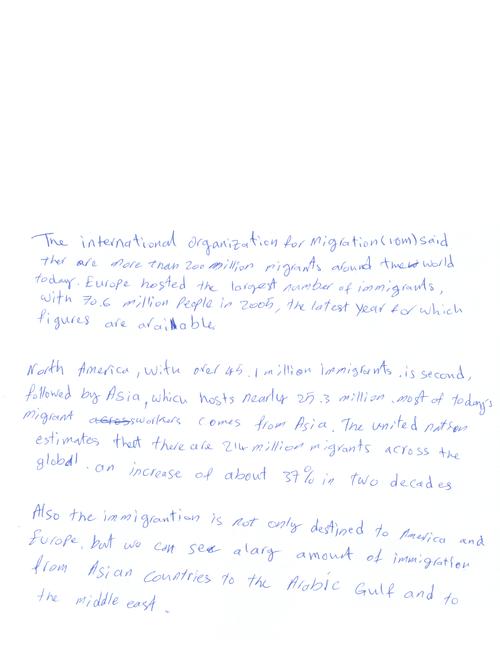 The international Organization for Migration (IOM) said
ther are more than 200 million migrants around the world
today. Europe hosted the largest number of immigrants,
with 70.6 million People in 2005, the latest year for which
figures are available
North America, with over 45.1 million immigrants. is second,
followed by Asia, which hosts nearly 25.3 million. most of today's
migrant workers comes from Asia. The united nation
estimates that there are 214 million migrants across the
global. an increase of about 37% in two decades
Also the immigrantion is not only destined to America and
Europe, but we can see a larg amount of immigration
from Asian Countries to the Arabic Gulf and to
the middle east.